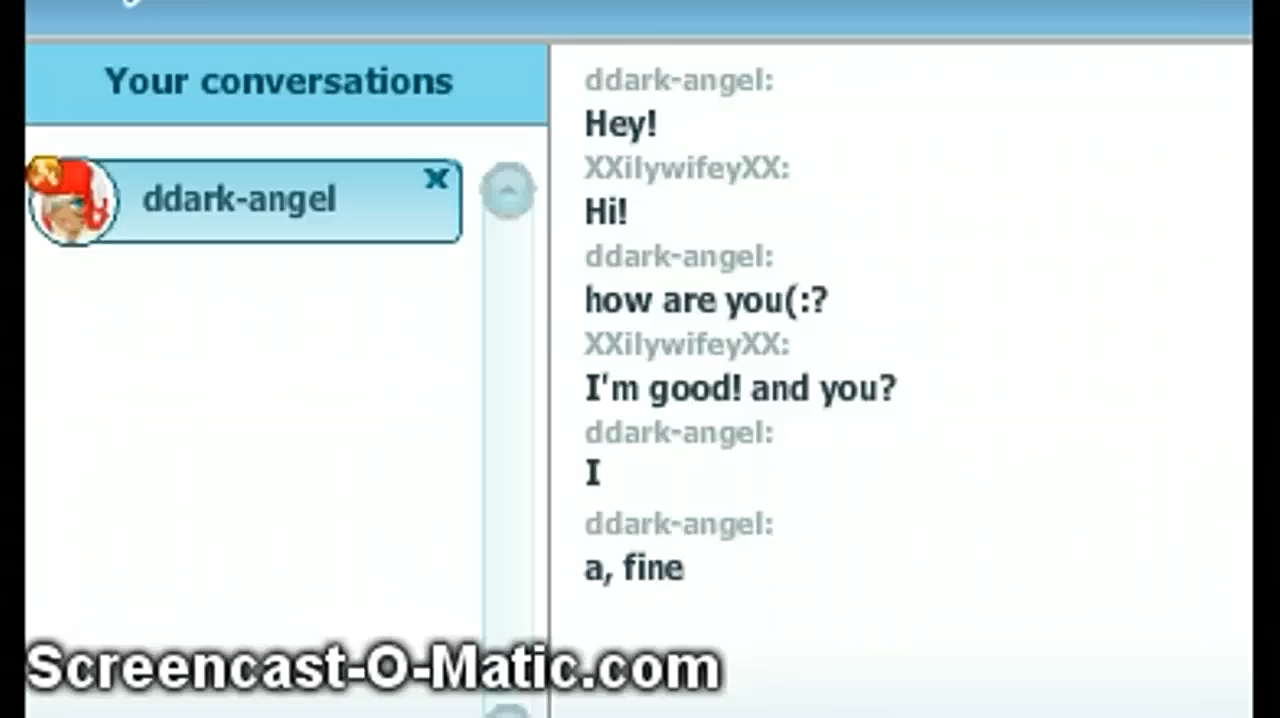 Your conversations
ddark-angel
ddark-angel:
Hey!
XXilywifeyXX:
Hi!
ddark-angel:
how are you(:?
XXilywifeyXX:
I'm good! and you?
ddark-angel:
I
ddark-angel:
a, fine
Screencast-O-Matic.com